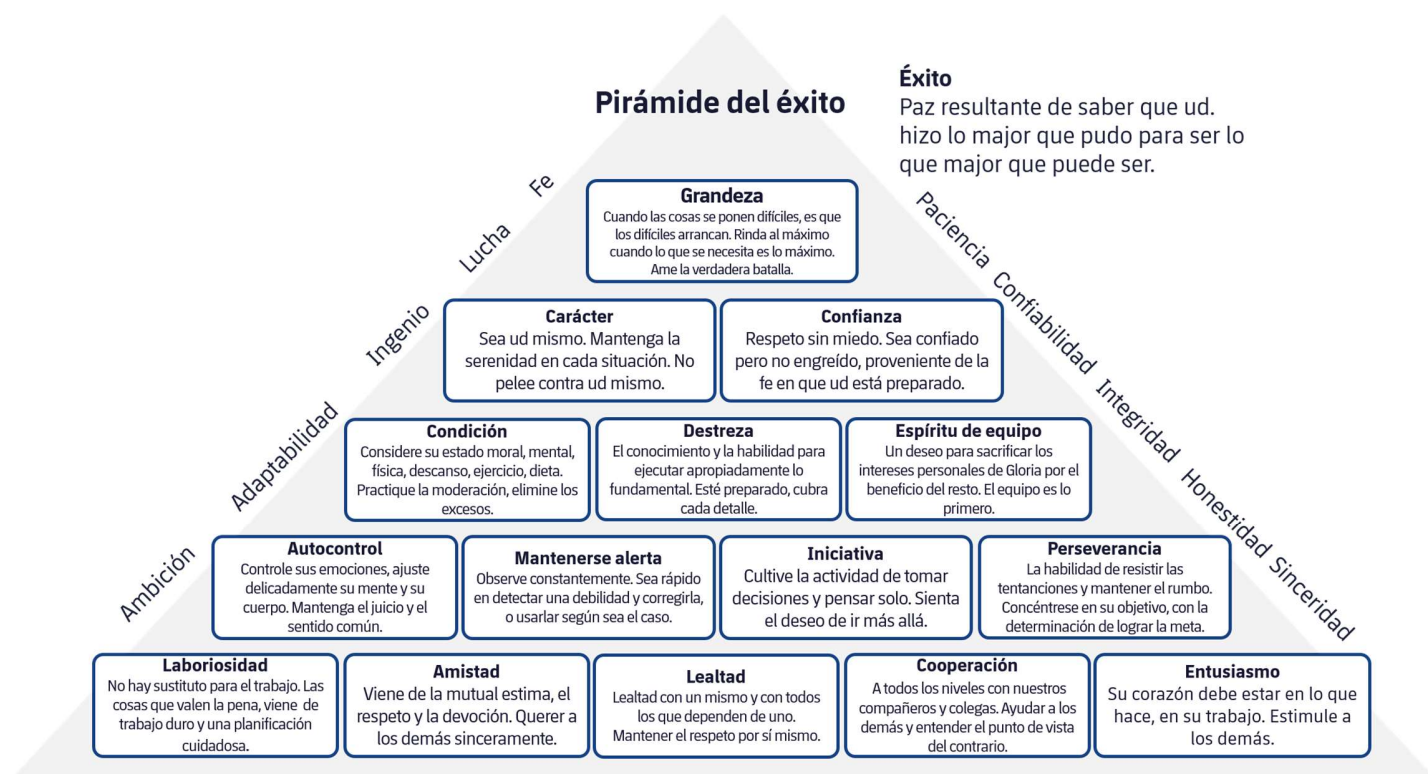 Pirámide del éxito
Éxito
Paz resultante de saber que ud.
hizo lo major que pudo para ser lo
que major que puede ser.
Fe
Lucha
Ingenio
Adaptabilidad
Ambición
Paciencia
Confiabilidad
Integridad
Honestidad
Sinceridad
Grandeza
Cuando las cosas se ponen difíciles, es que
los difíciles arrancan. Rinda al máximo
cuando lo que se necesita es lo máximo.
Ame la verdadera batalla.
Carácter
Sea ud mismo. Mantenga la
serenidad en cada situación. No
pelee contra ud mismo.
Confianza
Respeto sin miedo. Sea confiado
pero no engreído, proveniente de la
fe en que ud está preparado.
Condición
Considere su estado moral, mental,
física, descanso, ejercicio, dieta.
Practique la moderación, elimine los
excesos.
Destreza
El conocimiento y la habilidad para
ejecutar apropiadamente lo
fundamental. Esté preparado, cubra
cada detalle.
Espíritu de equipo
Un deseo para sacrificar los
intereses personales de Gloria por el
beneficio del resto. El equipo es lo
primero.
Autocontrol
Controle sus emociones, ajuste
delicadamente su mente y su
cuerpo. Mantenga el juicio y el
sentido común.
Mantenerse alerta
Observe constantemente. Sea rápido
en detectar una debilidad y corregirla,
o usarlar según sea el caso.
Iniciativa
Cultive la actividad de tomar
decisiones y pensar solo. Sienta
el deseo de ir más allá.
Perseverancia
La habilidad de resistir las
tentanciones y mantener el rumbo.
Concéntrese en su objetivo, con la
determinación de lograr la meta.
Laboriosidad
No hay sustituto para el trabajo. Las
cosas que valen la pena, viene de
trabajo duro y una planificación
cuidadosa.
Amistad
Viene de la mutual estima, el
respeto y la devoción. Querer a
los demás sinceramente.
Lealtad
Lealtad con un mismo y con todos
los que dependen de uno.
Mantener el respeto por sí mismo.
Cooperación
A todos los niveles con nuestros
compañeros y colegas. Ayudar a los
demás y entender el punto de vista
del contrario.
Entusiasmo
Su corazón debe estar en lo que
hace, en su trabajo. Estimule a
los demás.